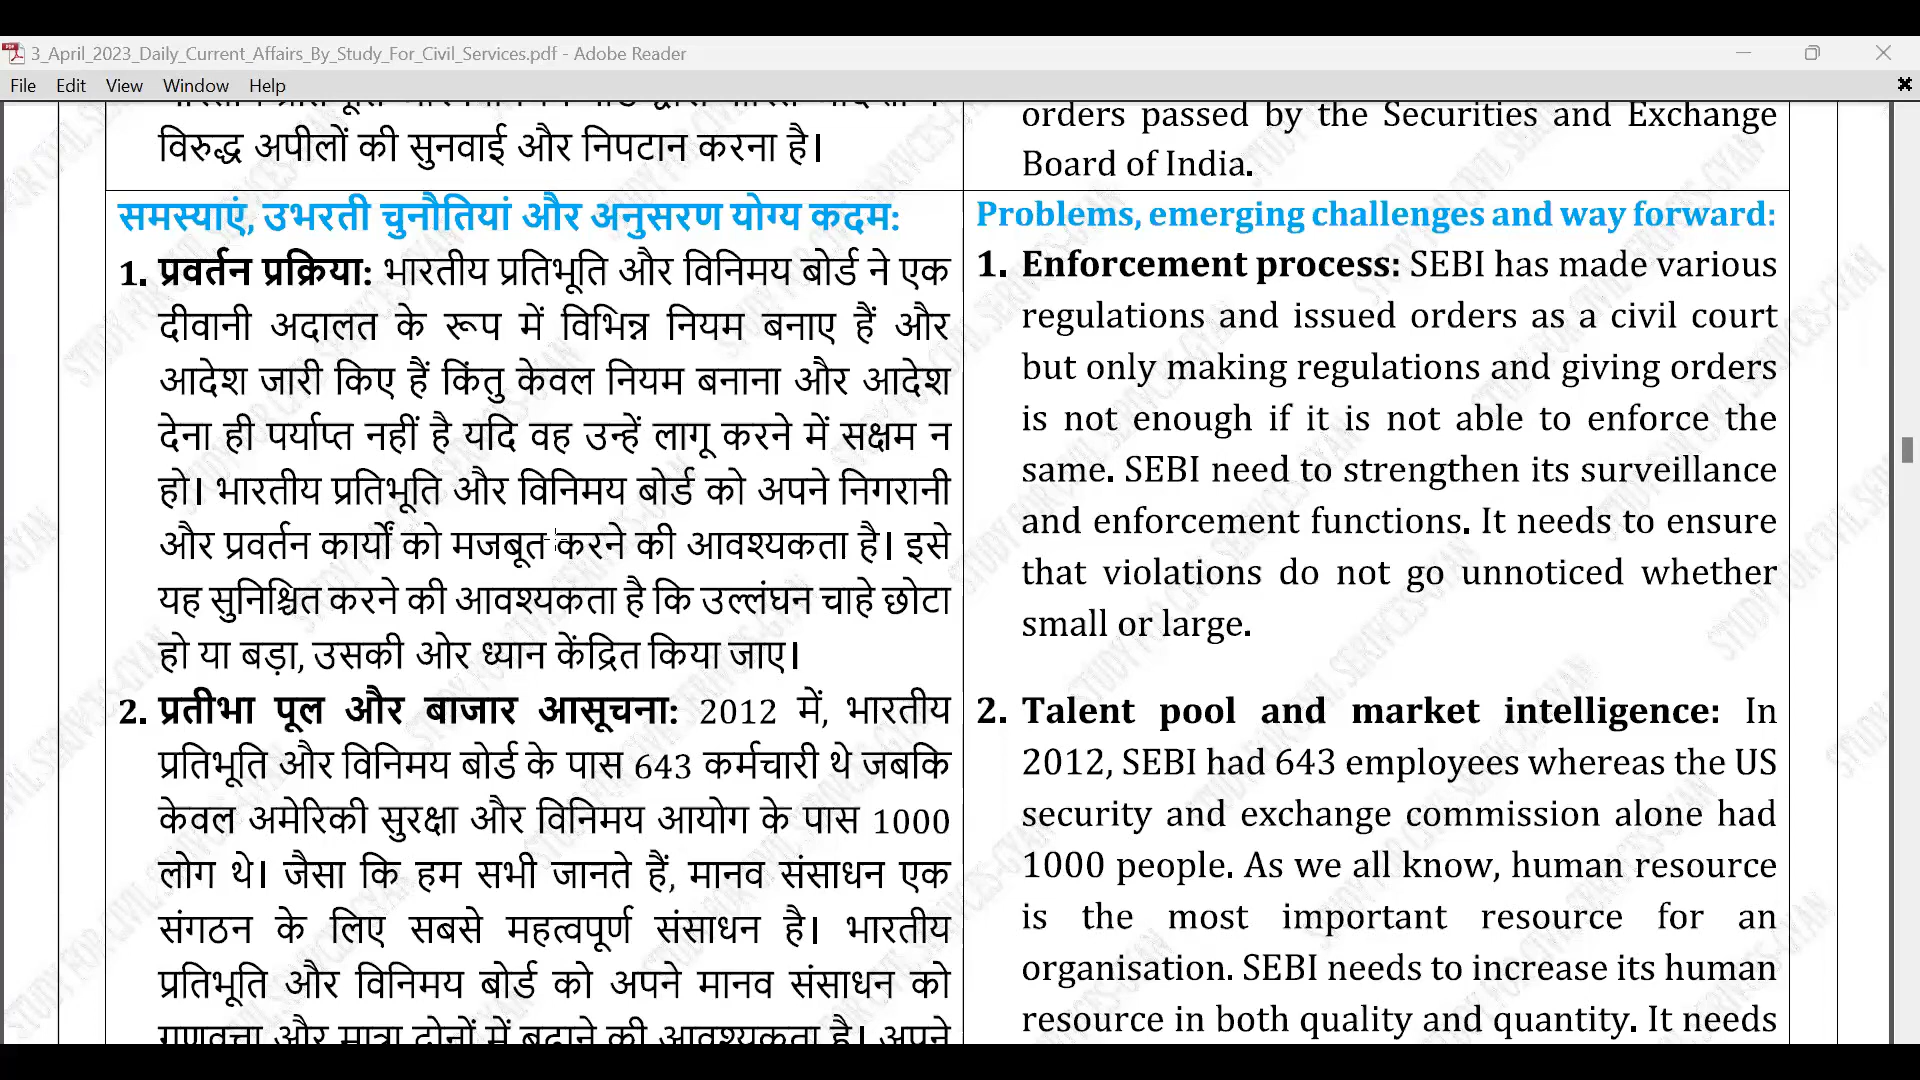 3_April_2023_Daily_Current_Affairs_By_Study_For_Civil_Services.pdf - Adobe Reader
File Edit View Window Help
विरुद्ध अपीलों की सुनवाई और निपटान करना है।
समस्याएं, उभरती चुनौतियां और अनुसरण योग्य कदम:
1. प्रवर्तन प्रक्रिया: भारतीय प्रतिभूति और विनिमय बोर्ड ने एक
दीवानी अदालत के रूप में विभिन्न नियम बनाए हैं और
आदेश जारी किए हैं किंतु केवल नियम बनाना और आदेश
देना ही पर्याप्त नहीं है यदि वह उन्हें लागू करने में सक्षम न
हो। भारतीय प्रतिभूति और विनिमय बोर्ड को अपने निगरानी
और प्रवर्तन कार्यों को मजबूत करने की आवश्यकता है। इसे
यह सुनिश्चित करने की आवश्यकता है कि उल्लंघन चाहे छोटा
हो या बड़ा, उसकी ओर ध्यान केंद्रित किया जाए।
2. प्रतीभा पूल और बाजार आसूचना: 2012 में, भारतीय
प्रतिभूति और विनिमय बोर्ड के पास 643 कर्मचारी थे जबकि
केवल अमेरिकी सुरक्षा और विनिमय आयोग के पास 1000
लोग थे। जैसा कि हम सभी जानते हैं, मानव संसाधन एक
संगठन के लिए सबसे महत्वपूर्ण संसाधन है। भारतीय
प्रतिभूति और विनिमय बोर्ड को अपने मानव संसाधन को
गुणवत्ता और मात्रा दोनों में बढ़ाने की आवश्यकता है। अपने
orders passed by the Securities and Exchange
Board of India.
Problems, emerging challenges and way forward:
1. Enforcement process: SEBI has made various
regulations and issued orders as a civil court
but only making regulations and giving orders
is not enough if it is not able to enforce the
same. SEBI need to strengthen its surveillance
and enforcement functions. It needs to ensure
that violations do not go unnoticed whether
small or large.
2. Talent pool and market intelligence: In
2012, SEBI had 643 employees whereas the US
security and exchange commission alone had
1000 people. As we all know, human resource
is the most important resource for an
organisation. SEBI needs to increase its human
resource in both quality and quantity. It needs